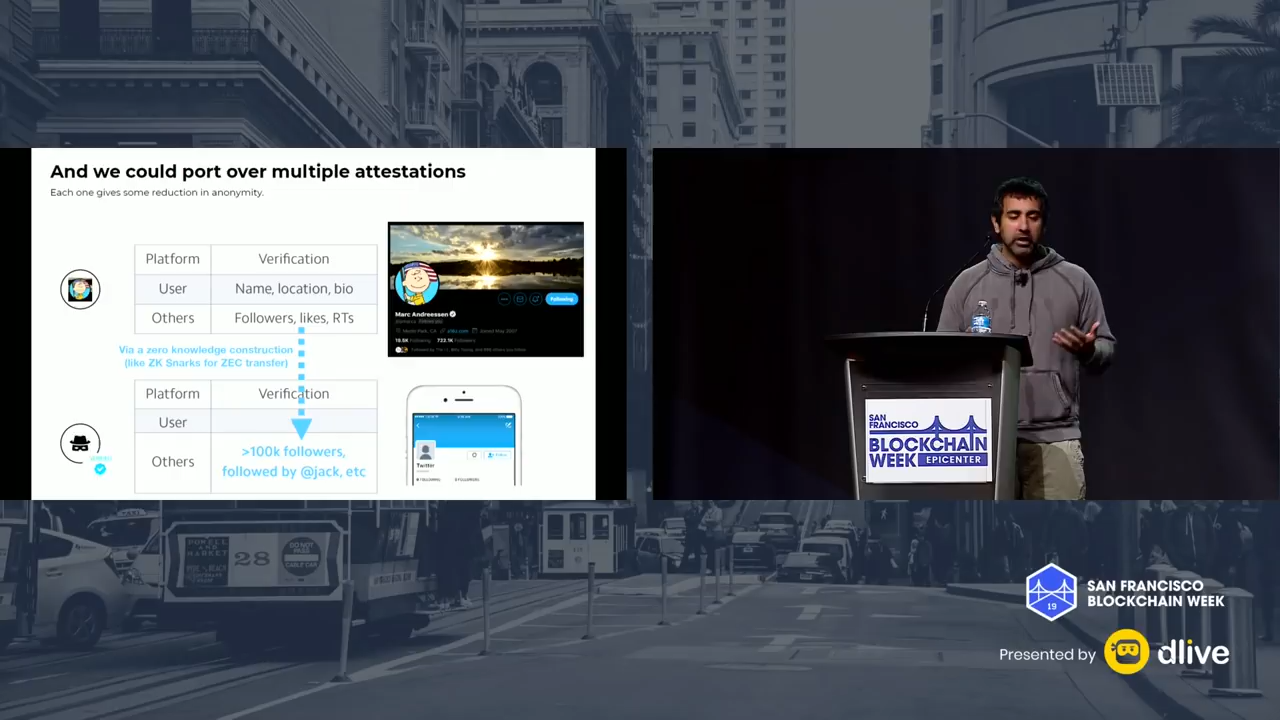 And we could port over multiple attestations
Each one gives some reduction in anonymity.
Platform Verification
User Name, location, bio
Others Followers, likes, RTs
Via a zero knowledge construction
(like ZK Snarks for ZEC transfer)
Platform Verification
User
Others >100k followers,
followed by @jack, etc
Marc Andreessen
Following
Twitter
SAN
FRANCISCO
BLOCKCHAIN
WEEK EPICENTER
POWELL
AND
MARKET
28
DO NOT
PASS
CABLE CAR
19
SAN FRANCISCO
BLOCKCHAIN WEEK
Presented by dlive